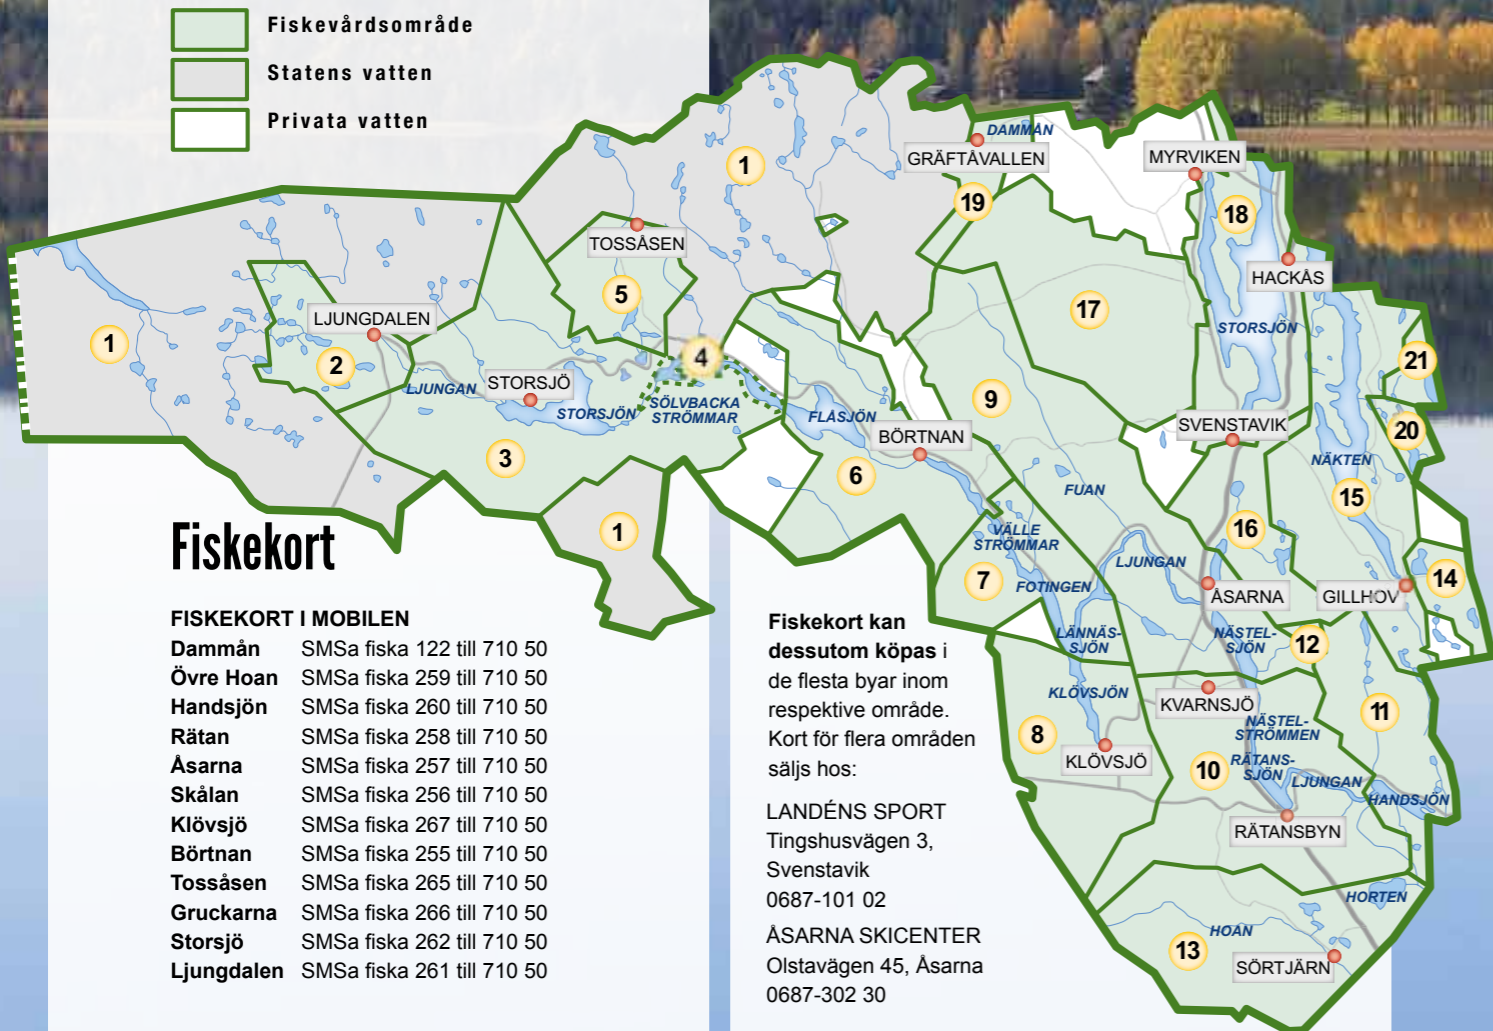 Fiskevårdsområde
Statens vatten
Privata vatten
1
DAMMÅN
GRÄFTÅVALLEN
MYRVIKEN
19
18
TOSSÅSEN
HACKÅS
5
17
LJUNGDALEN
STORSJÖN
1
2
4
21
LJUNGAN
STORSJÖ
STORSJÖN
SÖLVBACKA
STRÖMMAR
FLÅSJÖN
9
BÖRTNAN
SVENSTAVIK
20
3
6
NÄKTEN
FUAN
15
1
16
VÄLLE
STRÖMMAR
LJUNGAN
7
FOTINGEN
ÅSARNA
GILLHOV
14
LÄNNÄS-
SJÖN
NÄSTEL-
SJÖN
12
KLÖVSJÖN
KVARNSJÖ
11
8
NÄSTEL-
STRÖMMEN
KLÖVSJÖ
10
RÄTANS-
SJÖN
LJUNGAN
HANDSJÖN
RÄTANSBYN
HORTEN
HOAN
13
SÖRTJÄRN
Fiskekort
FISKEKORT I MOBILEN
Dammån SMSa fiska 122 till 710 50
Övre Hoan SMSa fiska 259 till 710 50
Handsjön SMSa fiska 260 till 710 50
Rätan SMSa fiska 258 till 710 50
Åsarna SMSa fiska 257 till 710 50
Skålan SMSa fiska 256 till 710 50
Klövsjö SMSa fiska 267 till 710 50
Börtnan SMSa fiska 255 till 710 50
Tossåsen SMSa fiska 265 till 710 50
Gruckarna SMSa fiska 266 till 710 50
Storsjö SMSa fiska 262 till 710 50
Ljungdalen SMSa fiska 261 till 710 50
Fiskekort kan
dessutom köpas i
de flesta byar inom
respektive område.
Kort för flera områden
säljs hos:
LANDÉNS SPORT
Tingshusvägen 3,
Svenstavik
0687-101 02
ÅSARNA SKICENTER
Olstavägen 45, Åsarna
0687-302 30